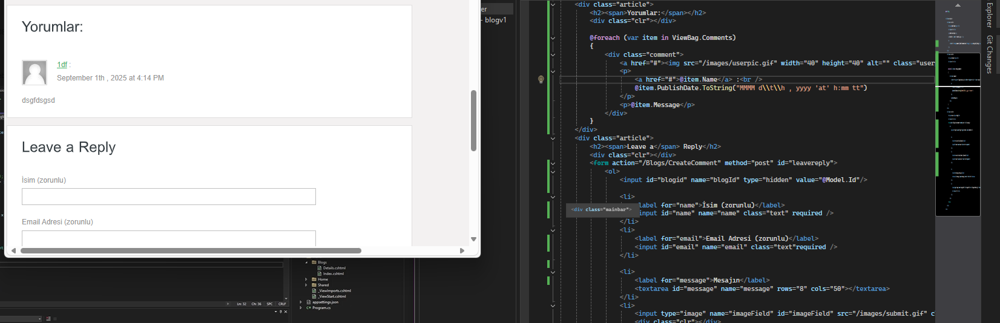 Yorumlar:
1df :
September 1th , 2025 at 4:14 PM
dsgfdsgsd
Leave a Reply
İsim (zorunlu)
Email Adresi (zorunlu)
Blogs
Details.cshtml
Index.cshtml
Home
Shared
_ViewImports.cshtml
_ViewStart.cshtml
appsettings.json
C# Program.cs
Ln: 32 Ch: 36 SPC CRLF
er
- blogv1
<div class="article">
<h2><span>Yorumlar:</span></h2>
<div class="clr"></div>
@foreach (var item in ViewBag.Comments)
{
<div class="comment">
<a href="#"><img src="/images/userpic.gif" width="40" height="40" alt="" class="user
<p>
<a href="#">@item.Name</a> :<br />
@item.PublishDate.ToString("MMMM d\\t\\h , yyyy 'at' h:mm tt")
</p>
<p>@item.Message</p>
</div>
}
</div>
<div class="article">
<h2><span>Leave a</span> Reply</h2>
<div class="clr"></div>
<form action="/Blogs/CreateComment" method="post" id="leavereply">
<ol>
<input id="blogid" name="blogId" type="hidden" value="@Model.Id"/>
<li>
label for="name">İsim (zorunlu)</label>
<div class="mainbar">
input id="name" name="name" class="text" required />
</li>
<li>
<label for="email">Email Adresi (zorunlu)</label>
<input id="email" name="email" class="text"required />
</li>
<li>
<label for="message">Mesajın</label>
<textarea id="message" name="message" rows="8" cols="50"></textarea>
</li>
<li>
<input type="image" name="imageField" id="imageField" src="/images/submit.gif" c
<div class="clr"></div>
Explorer
Git Changes